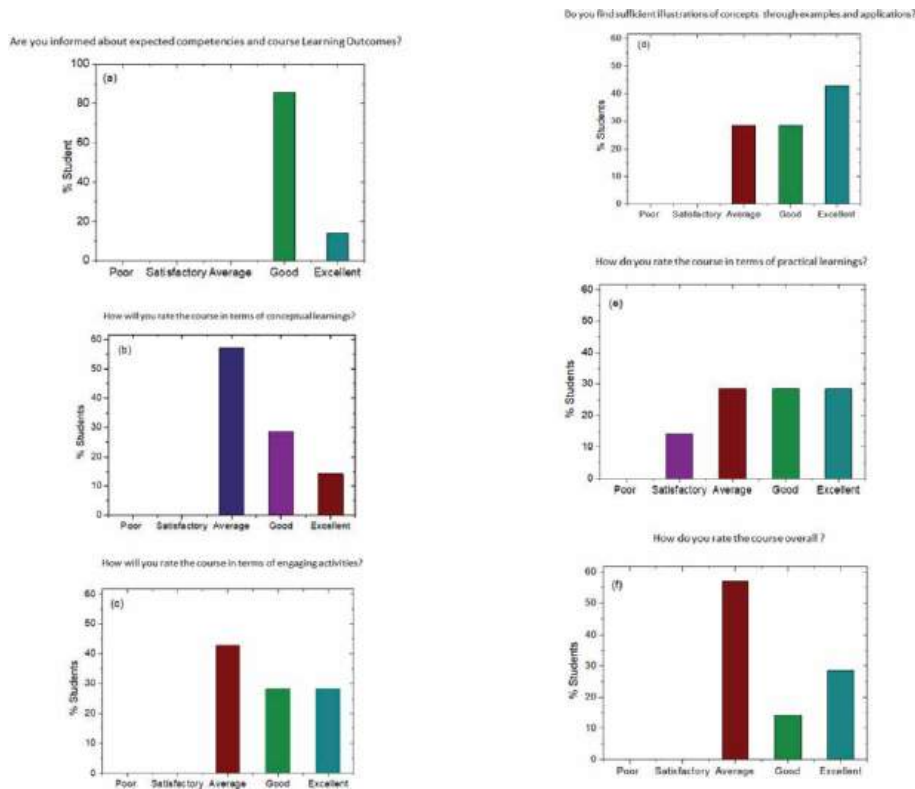 Are you informed about expected competencies and course Learning Outcomes?
(a)
% Student
100
80
60
40
20
0
Poor Satisfactory Average Good Excellent
How will you rate the course in terms of conceptual learnings?
(b)
% Students
60
50
40
30
20
10
0
Poor Satisfactory Average Good Excellent
How will you rate the course in terms of engaging activities?
(c)
% Students
60
50
40
30
20
10
0
Poor Satisfactory Average Good Excellent
Do you find sufficient illustrations of concepts through examples and applications?
(d)
% Students
60
50
40
30
20
10
0
Poor Satisfactory Average Good Excellent
How do you rate the course in terms of practical learnings?
(e)
% Students
60
50
40
30
20
10
0
Poor Satisfactory Average Good Excellent
How do you rate the course overall ?
(f)
% Students
60
50
40
30
20
10
0
Poor Satisfactory Average Good Excellent